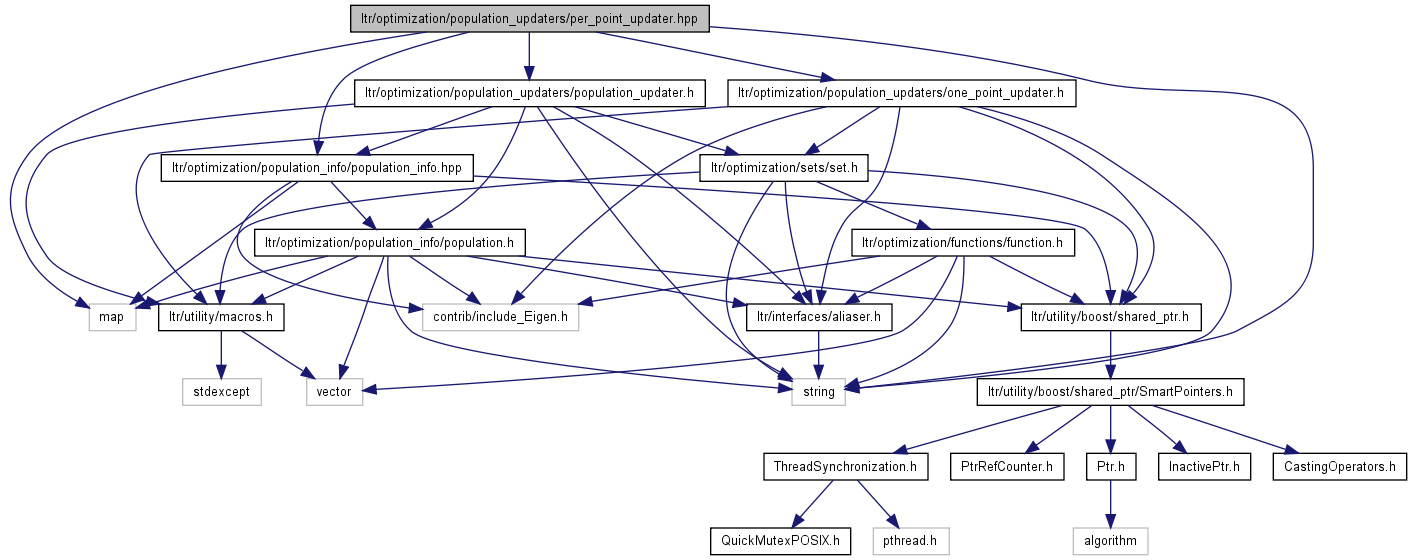 ltr/optimization/population_updaters/per_point_updater.hpp
ltr/optimization/population_updaters/population_updater.h
ltr/optimization/population_updaters/one_point_updater.h
ltr/optimization/population_info/population_info.hpp
ltr/optimization/sets/set.h
ltr/optimization/population_info/population.h
ltr/optimization/functions/function.h
map
ltr/utility/macros.h
contrib/include_Eigen.h
ltr/interfaces/aliaser.h
ltr/utility/boost/shared_ptr.h
stdexcept
vector
string
ltr/utility/boost/shared_ptr/SmartPointers.h
ThreadSynchronization.h
PtrRefCounter.h
Ptr.h
InactivePtr.h
CastingOperators.h
QuickMutexPOSIX.h
pthread.h
algorithm